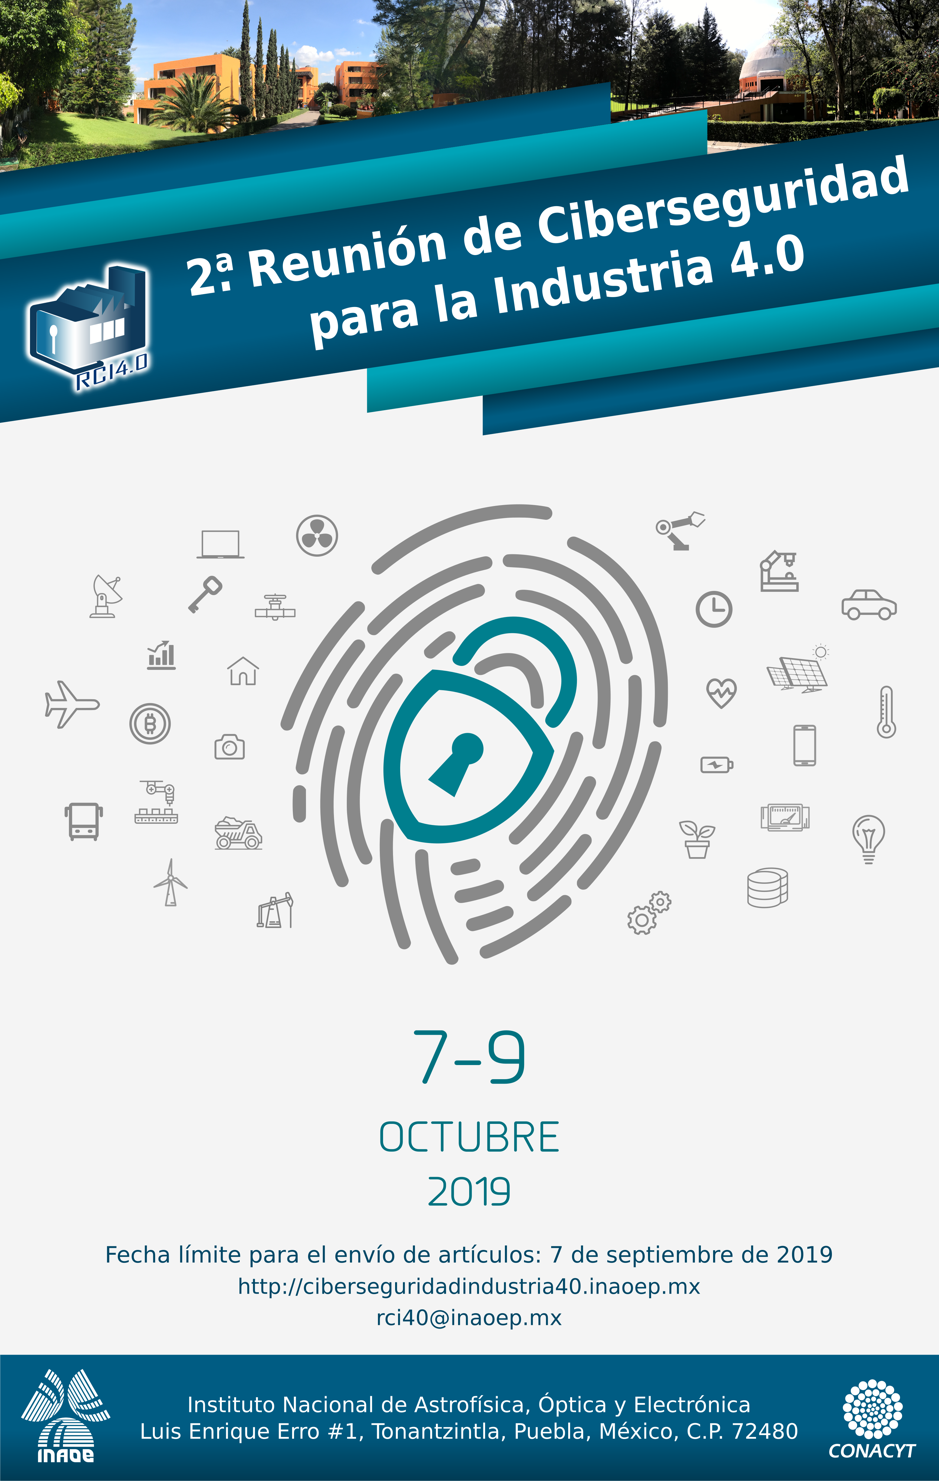 2.ª Reunión de Ciberseguridad
para la Industria 4.0
RCI4.0
7-9
OCTUBRE
2019
Fecha límite para el envío de artículos: 7 de septiembre de 2019
http://ciberseguridadindustria40.inaoep.mx
rci40@inaoep.mx
Instituto Nacional de Astrofísica, Óptica y Electrónica
Luis Enrique Erro #1, Tonantzintla, Puebla, México, C.P. 72480
INAOE
CONACYT